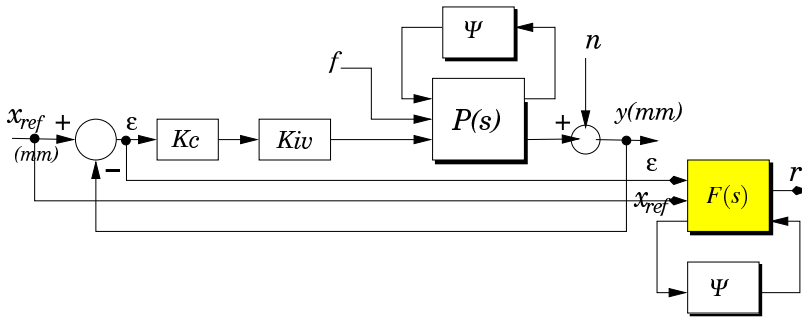 Ψ
n
f
x_ref + ε Kc Kiv P(s) + y(mm)
(mm)
−
ε
x_ref F(s) r
Ψ